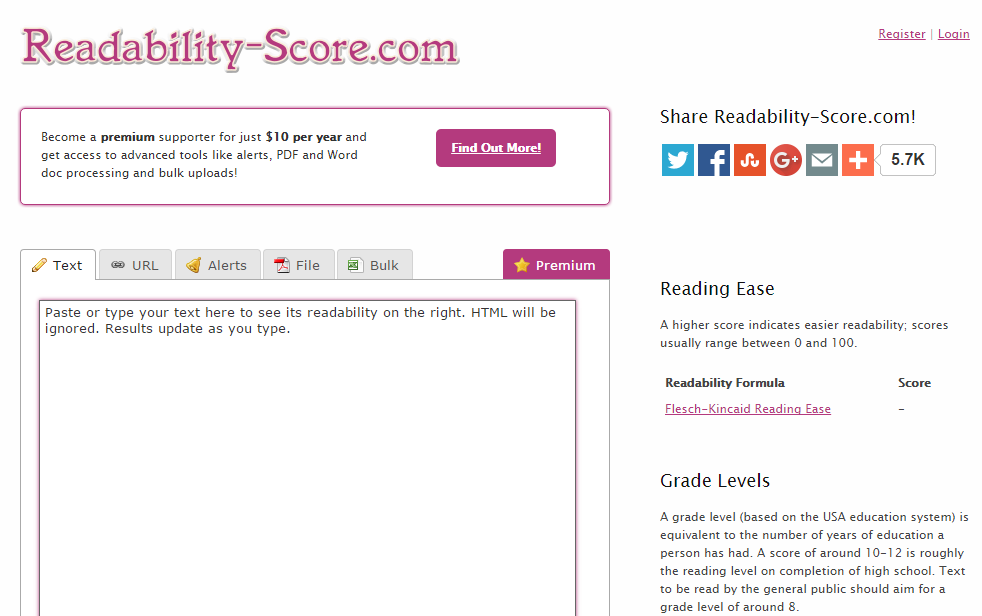 Readability-Score.com
Register | Login
Become a premium supporter for just $10 per year and
get access to advanced tools like alerts, PDF and Word
doc processing and bulk uploads!
Find Out More!
Share Readability-Score.com!
5.7K
Text
URL
Alerts
File
Bulk
Premium
Paste or type your text here to see its readability on the right. HTML will be
ignored. Results update as you type.
Reading Ease
A higher score indicates easier readability; scores
usually range between 0 and 100.
Readability Formula Score
Flesch-Kincaid Reading Ease –
Grade Levels
A grade level (based on the USA education system) is
equivalent to the number of years of education a
person has had. A score of around 10-12 is roughly
the reading level on completion of high school. Text
to be read by the general public should aim for a
grade level of around 8.